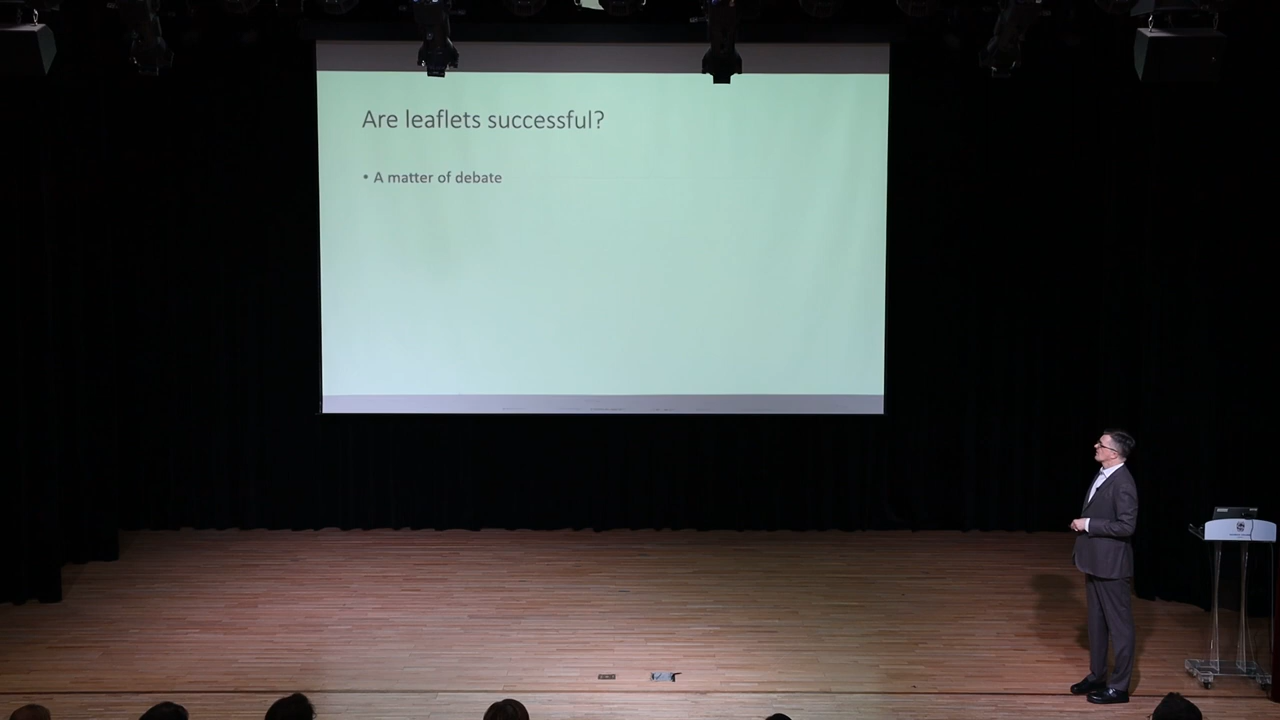 Are leaflets successful?
• A matter of debate